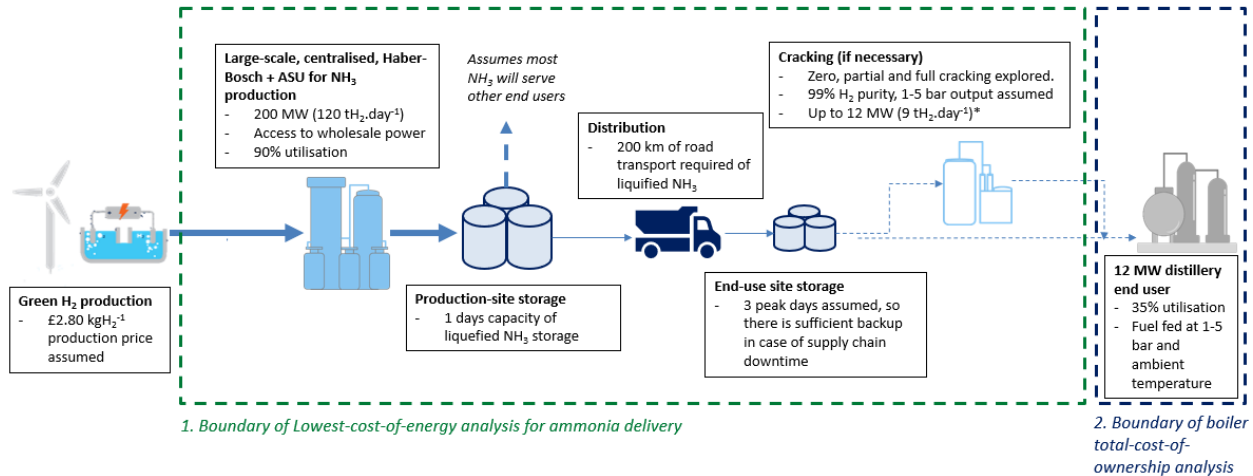 Large-scale, centralised, Haber-
Bosch + ASU for NH₃
production
- 200 MW (120 tH₂.day⁻¹)
- Access to wholesale power
- 90% utilisation
Assumes most
NH₃ will serve
other end users
Cracking (if necessary)
- Zero, partial and full cracking explored.
- 99% H₂ purity, 1-5 bar output assumed
- Up to 12 MW (9 tH₂.day⁻¹)*
Distribution
- 200 km of road
transport required of
liquified NH₃
Green H₂ production
- £2.80 kgH₂⁻¹
production price
assumed
Production-site storage
- 1 days capacity of
liquefied NH₃ storage
End-use site storage
- 3 peak days assumed, so
there is sufficient backup
in case of supply chain
downtime
12 MW distillery
end user
- 35% utilisation
- Fuel fed at 1-5
bar and
ambient
temperature
1. Boundary of Lowest-cost-of-energy analysis for ammonia delivery
2. Boundary of boiler
total-cost-of-
ownership analysis